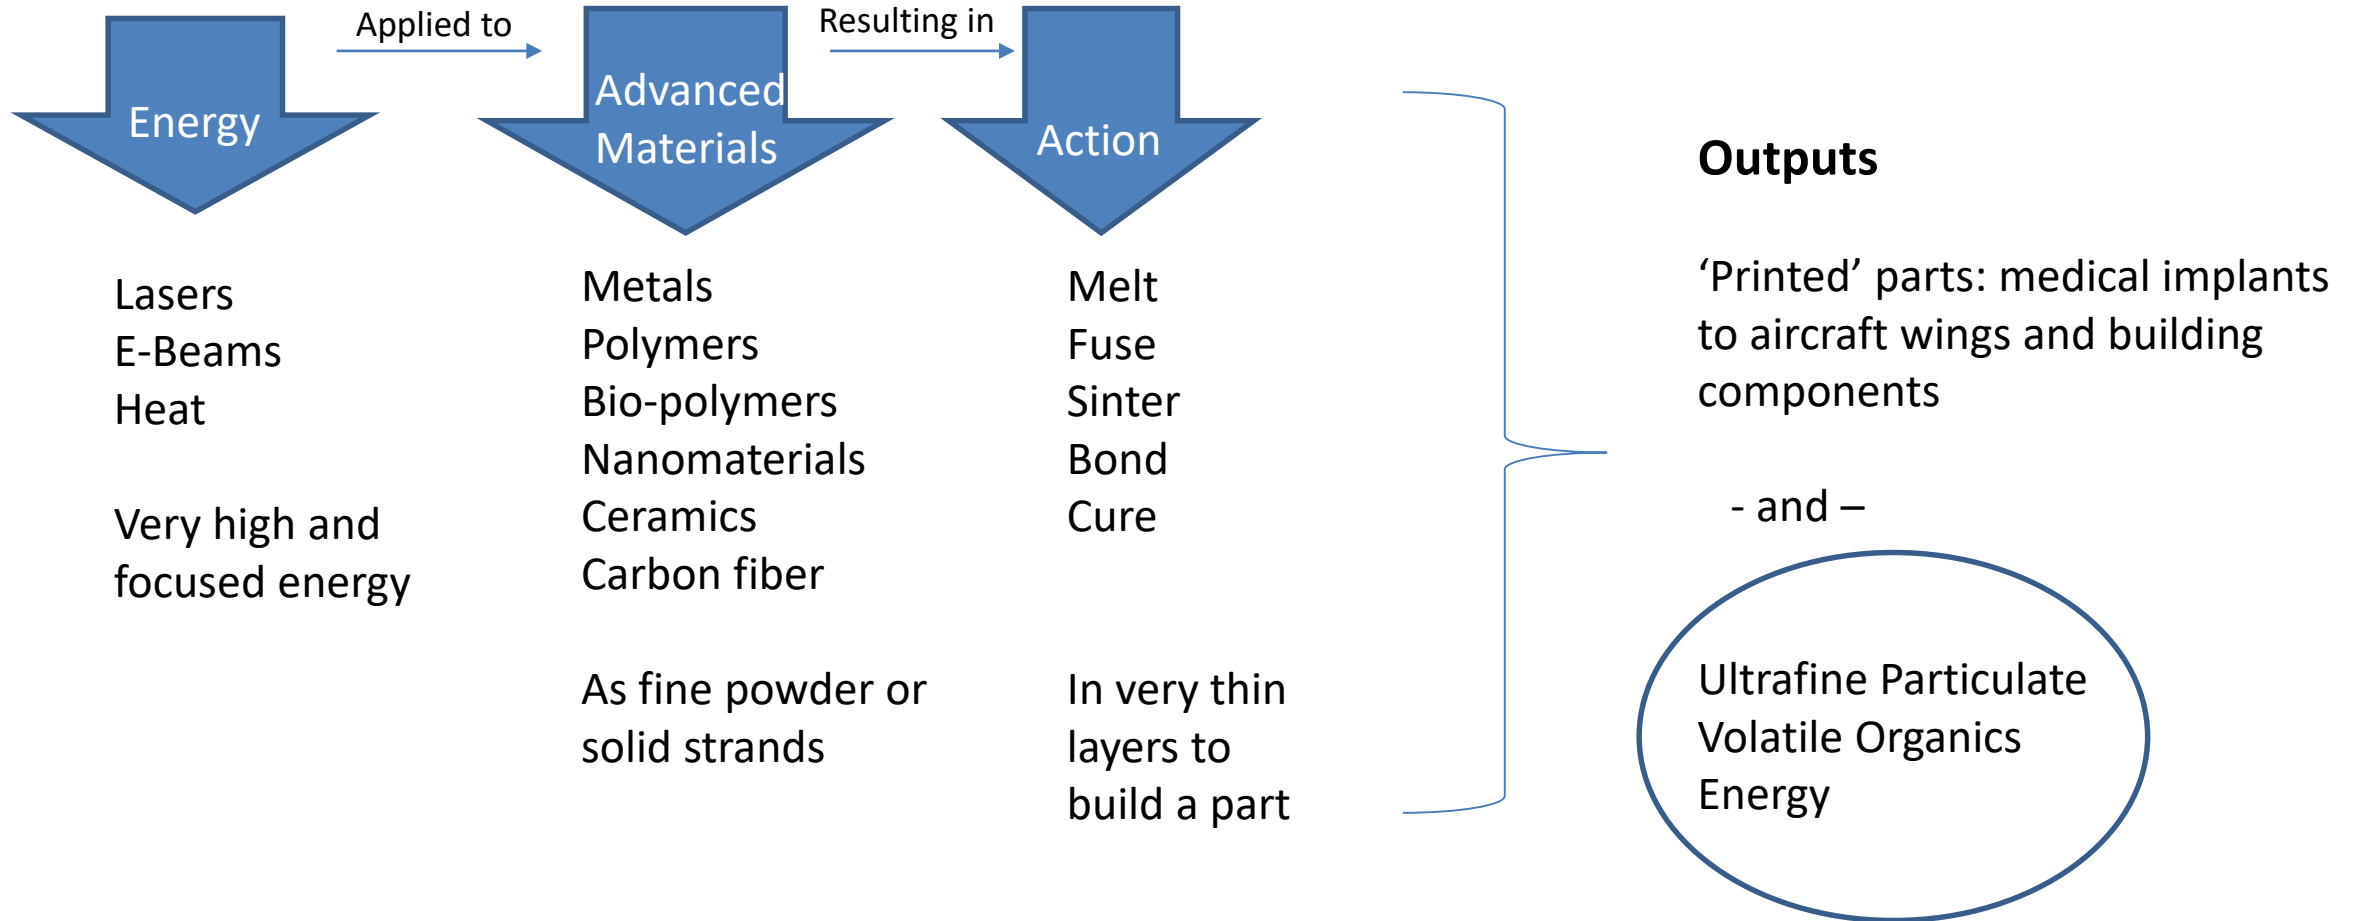 Applied to
Resulting in
Energy
Advanced
Materials
Action
Lasers
E-Beams
Heat
Very high and
focused energy
Metals
Polymers
Bio-polymers
Nanomaterials
Ceramics
Carbon fiber
As fine powder or
solid strands
Melt
Fuse
Sinter
Bond
Cure
In very thin
layers to
build a part
Outputs
‘Printed’ parts: medical implants
to aircraft wings and building
components
- and –
Ultrafine Particulate
Volatile Organics
Energy